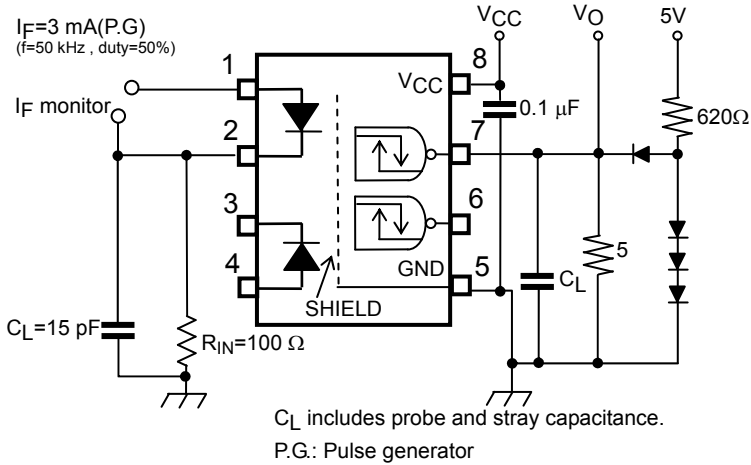 IF=3 mA(P.G)
(f=50 kHz , duty=50%)
VCC
VO
5V
1
8
VCC
IF monitor
0.1 μF
620Ω
2
7
3
6
4
GND
5
5
CL
SHIELD
CL=15 pF
RIN=100 Ω
CL includes probe and stray capacitance.
P.G.: Pulse generator